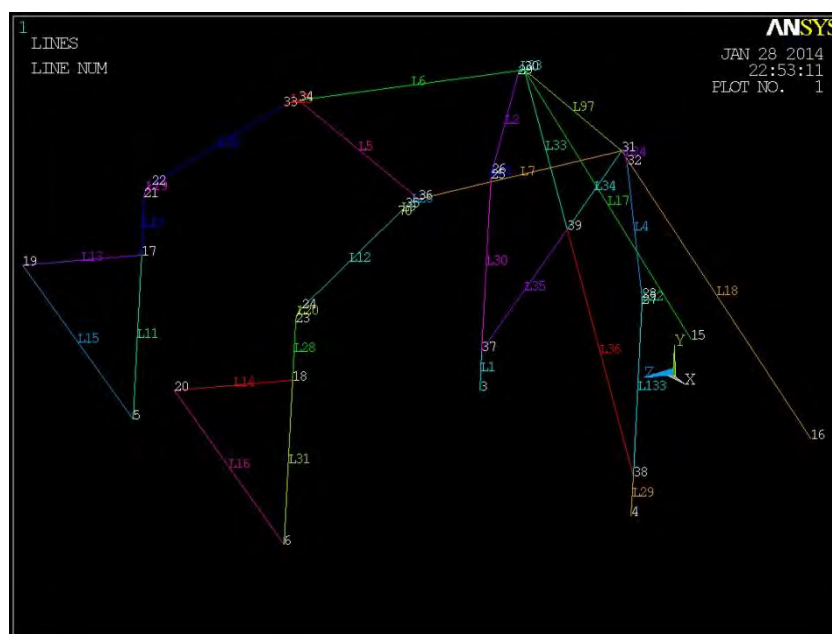 1
LINES
LINE NUM
ANSYS
JAN 28 2014
22:53:11
PLOT NO. 1
L6
33 34
L2
L97
L5
L33
31
32
22
21
26
25
L7
36
L34
L17
L12
39
L4
19
L13
17
L30
L35
L18
L15
L11
24
23
L28
28
15
Y
Z
X
37
L1
3
L36
L133
20
L14
18
5
16
L16
L31
38
L29
4
6